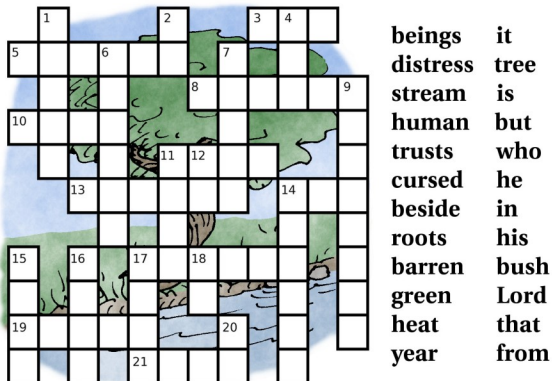 1 2 3 4
5 6 7
8 9
10
11 12
13 14
15 16 17 18
19 20
21
beings it
distress tree
stream is
human but
trusts who
cursed he
beside in
roots his
barren bush
green Lord
heat that
year from